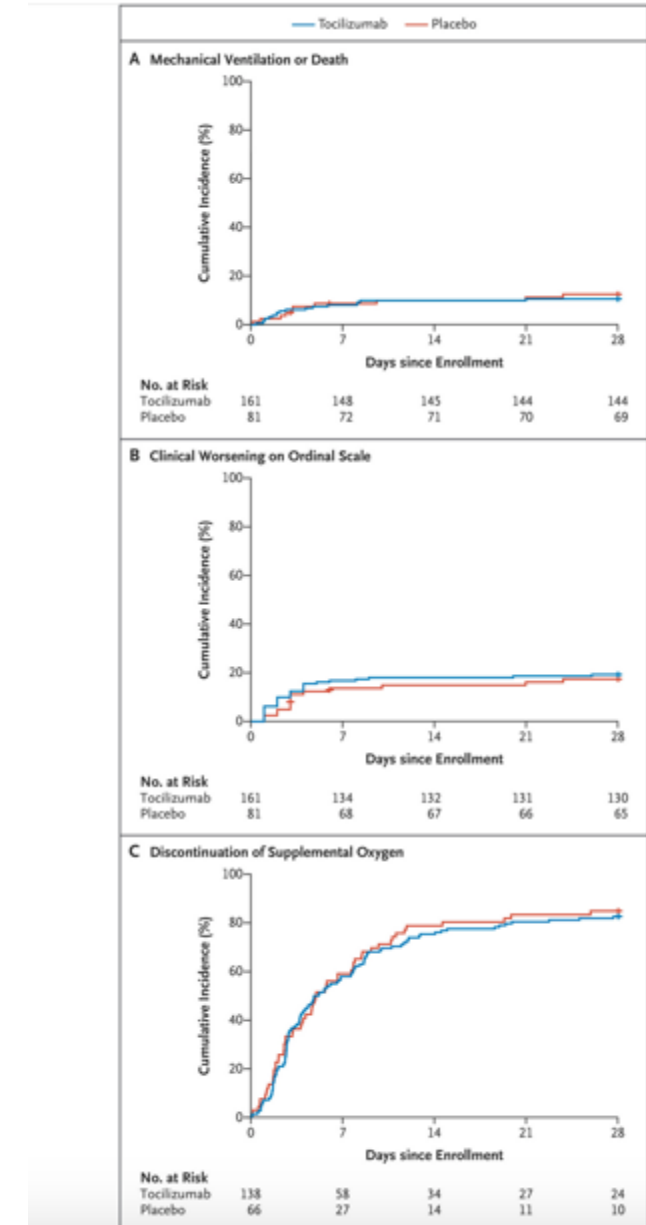 Tocilizumab Placebo
A Mechanical Ventilation or Death
Cumulative Incidence (%)
100
80
60
40
20
0
0 7 14 21 28
Days since Enrollment
No. at Risk
Tocilizumab 161 148 145 144 144
Placebo 81 72 71 70 69
B Clinical Worsening on Ordinal Scale
Cumulative Incidence (%)
100
80
60
40
20
0
0 7 14 21 28
Days since Enrollment
No. at Risk
Tocilizumab 161 134 132 131 130
Placebo 81 68 67 66 65
C Discontinuation of Supplemental Oxygen
Cumulative Incidence (%)
100
80
60
40
20
0
0 7 14 21 28
Days since Enrollment
No. at Risk
Tocilizumab 138 58 34 27 24
Placebo 66 27 14 11 10